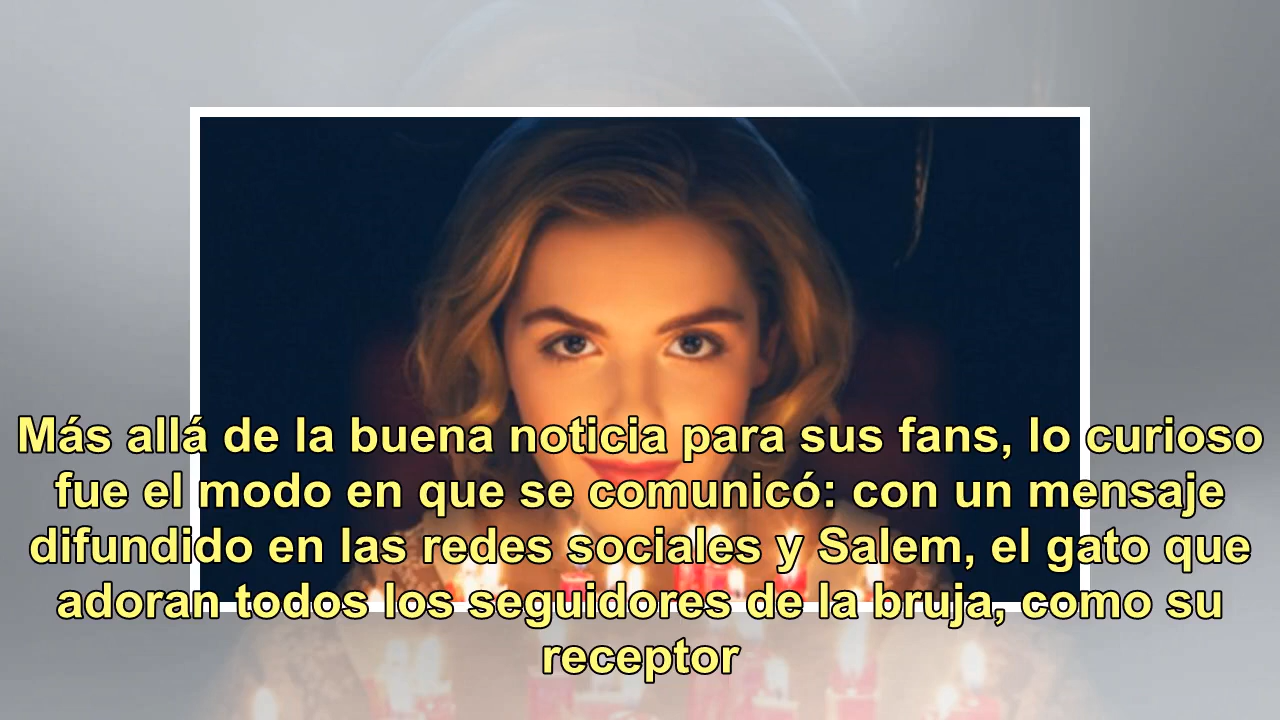 Más allá de la buena noticia para sus fans, lo curioso
fue el modo en que se comunicó: con un mensaje
difundido en las redes sociales y Salem, el gato que
adoran todos los seguidores de la bruja, como su
receptor